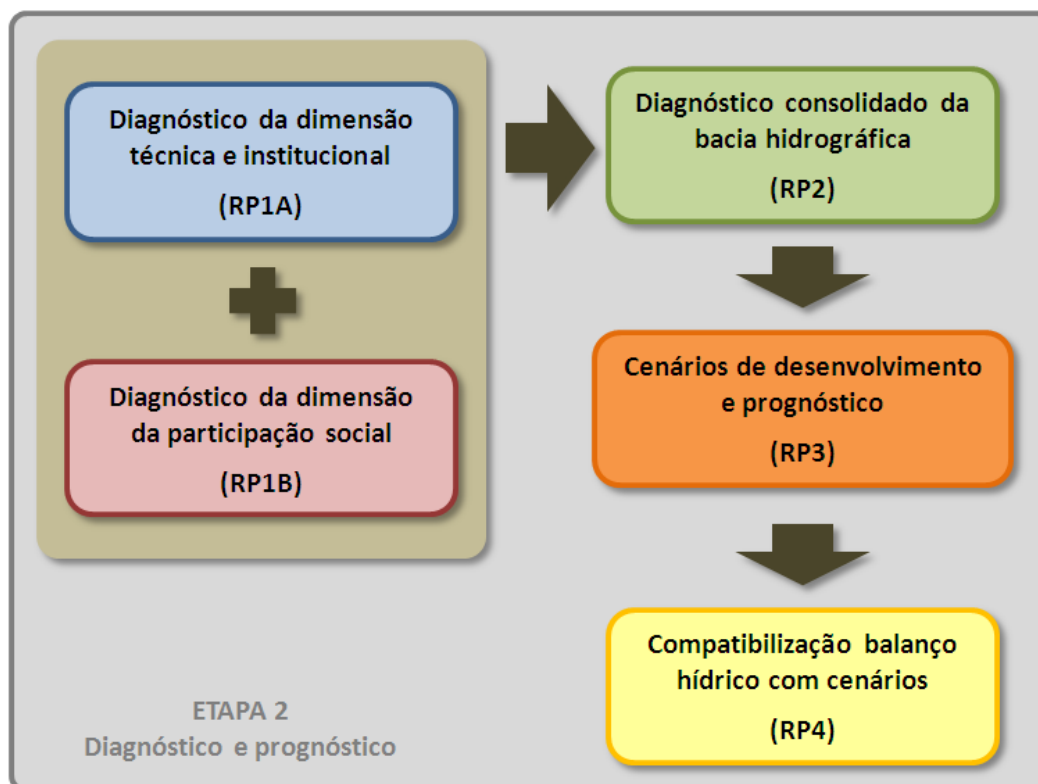 Diagnóstico da dimensão
técnica e institucional
(RP1A)
Diagnóstico da dimensão
da participação social
(RP1B)
Diagnóstico consolidado da
bacia hidrográfica
(RP2)
Cenários de desenvolvimento
e prognóstico
(RP3)
Compatibilização balanço
hídrico com cenários
(RP4)
ETAPA 2
Diagnóstico e prognóstico